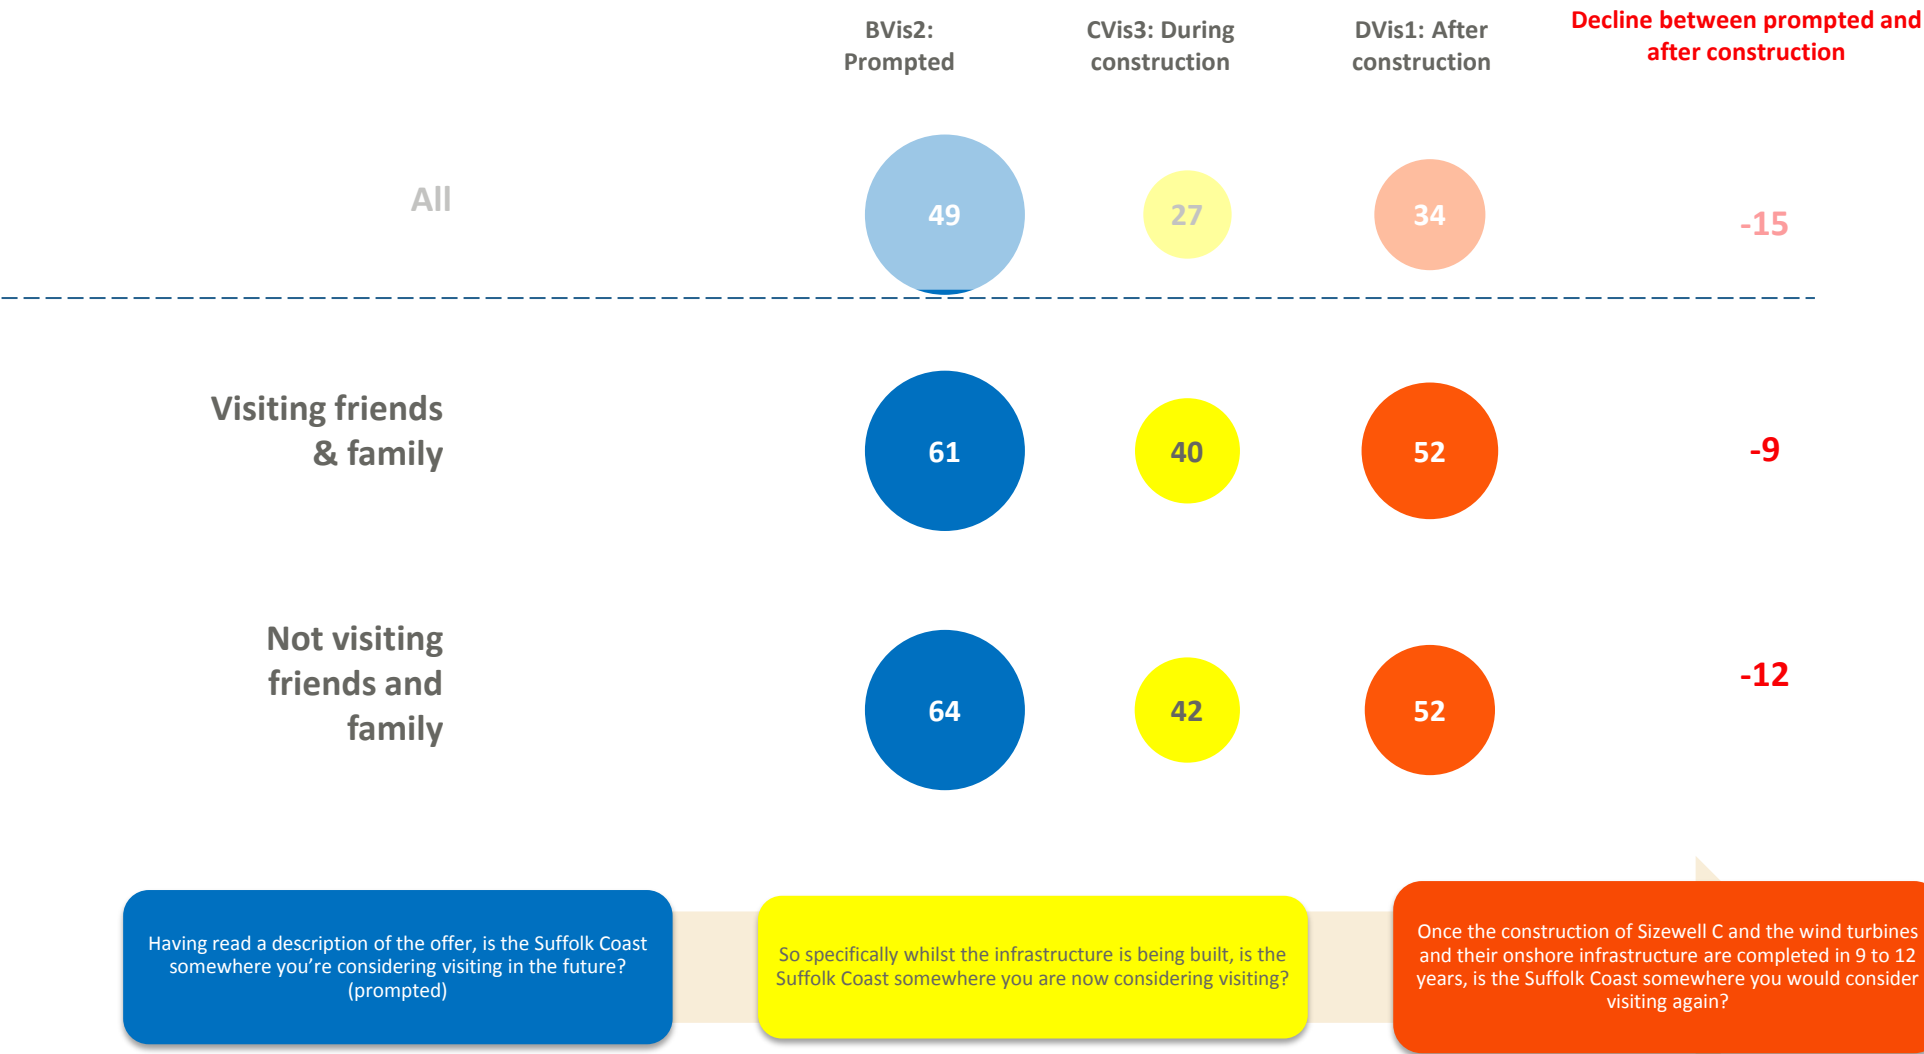 BVis2:
Prompted
CVis3: During
construction
DVis1: After
construction
Decline between prompted and
after construction
All
49
27
34
-15
Visiting friends
& family
61
40
52
-9
Not visiting
friends and
family
64
42
52
-12
Having read a description of the offer, is the Suffolk Coast
somewhere you’re considering visiting in the future?
(prompted)
So specifically whilst the infrastructure is being built, is the
Suffolk Coast somewhere you are now considering visiting?
Once the construction of Sizewell C and the wind turbines
and their onshore infrastructure are completed in 9 to 12
years, is the Suffolk Coast somewhere you would consider
visiting again?